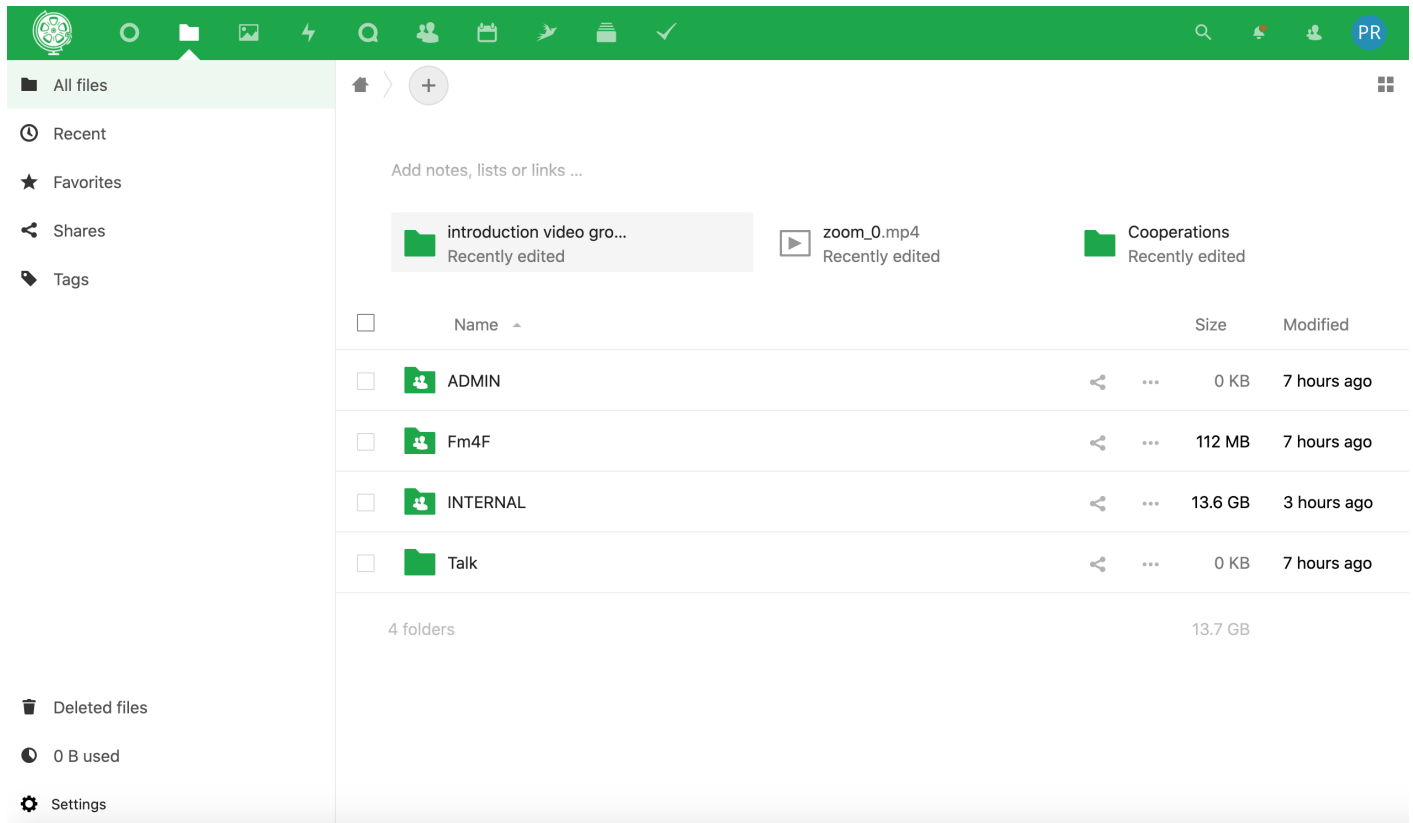 PR
All files
Recent
Favorites
Shares
Tags
Add notes, lists or links ...
introduction video gro...
Recently edited
zoom_0.mp4
Recently edited
Cooperations
Recently edited
Name Size Modified
ADMIN 0 KB 7 hours ago
Fm4F 112 MB 7 hours ago
INTERNAL 13.6 GB 3 hours ago
Talk 0 KB 7 hours ago
4 folders 13.7 GB
Deleted files
0 B used
Settings